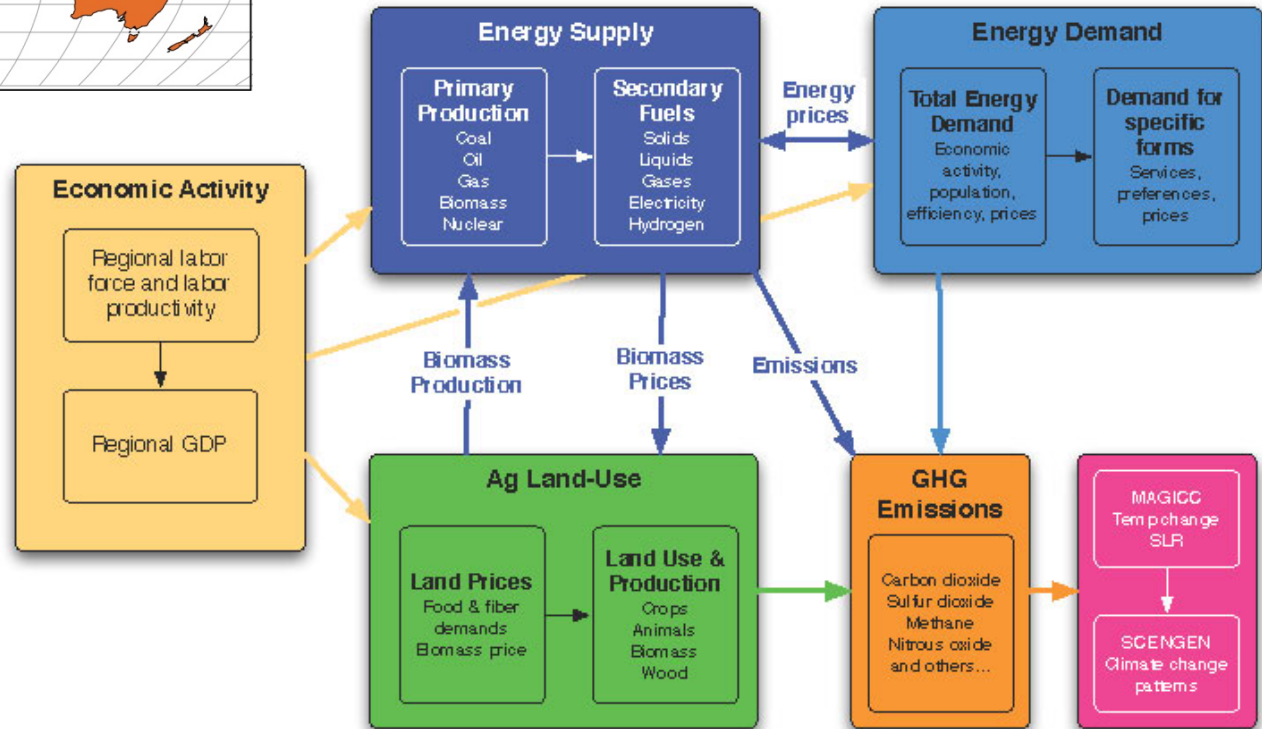 Energy Supply
Primary
Production
Coal
Oil
Gas
Biomass
Nuclear
Secondary
Fuels
Solids
Liquids
Gases
Electricity
Hydrogen
Energy
prices
Energy Demand
Total Energy
Demand
Economic
activity,
population,
efficiency, prices
Demand for
specific
forms
Services,
preferences,
prices
Economic Activity
Regional labor
force and labor
productivity
Regional GDP
Biomass
Production
Biomass
Prices
Emissions
Ag Land-Use
Land Prices
Food & fiber
demands
Biomass price
Land Use &
Production
Crops
Animals
Biomass
Wood
GHG
Emissions
Carbon dioxide
Sulfur dioxide
Methane
Nitrous oxide
and others...
MAGICC
Temp change
SLR
SCENGEN
Climate change
patterns